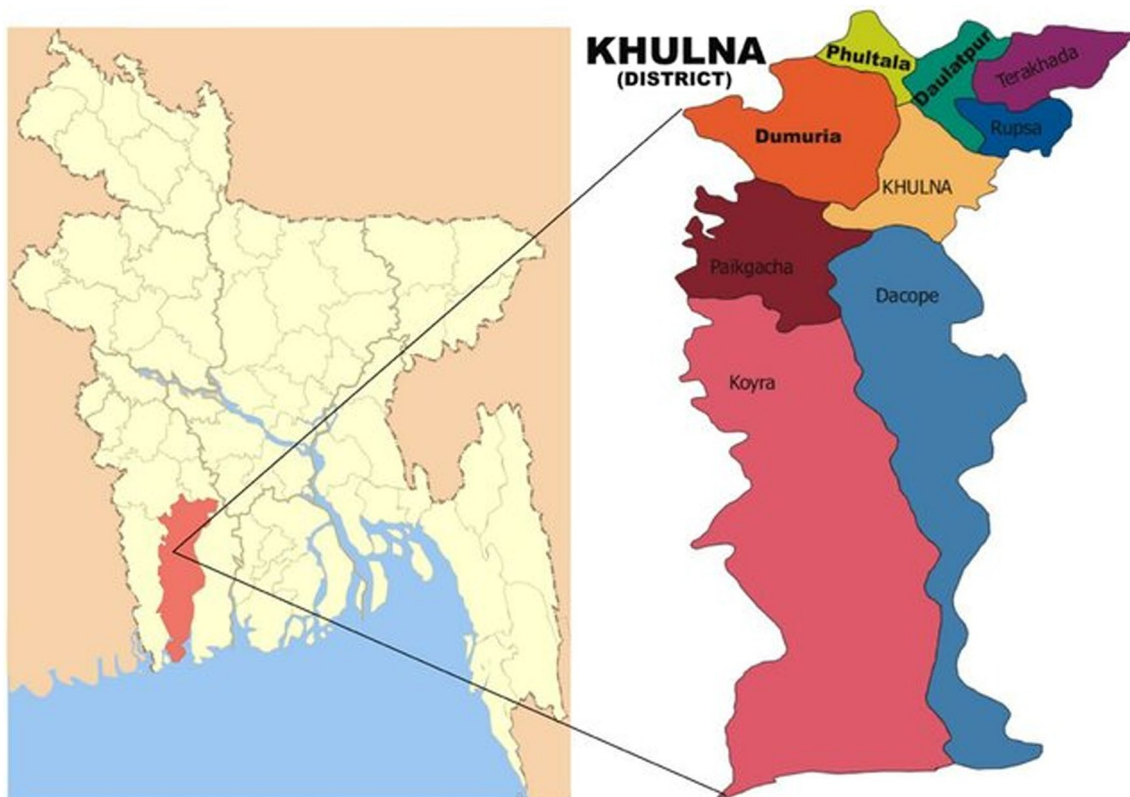 KHULNA
(DISTRICT)
Phultala
Daulatpur
Terakhada
Rupsa
Dumuria
KHULNA
Paikgacha
Dacope
Koyra